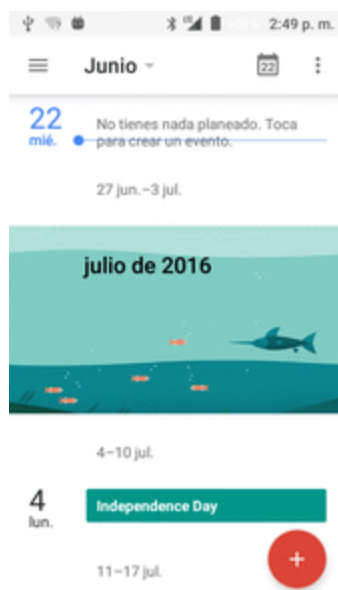 2:49 p. m.
Junio
22
22
mié.
No tienes nada planeado. Toca
para crear un evento.
27 jun.–3 jul.
julio de 2016
4–10 jul.
4
lun.
Independence Day
11–17 jul.